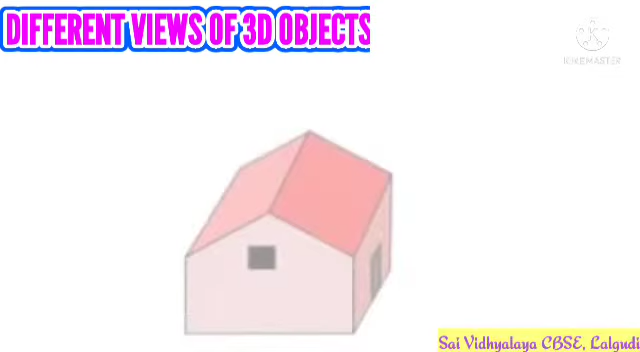 DIFFERENT VIEWS OF 3D OBJECTS
KINEMASTER
Sai Vidhyalaya CBSE, Lalgudi